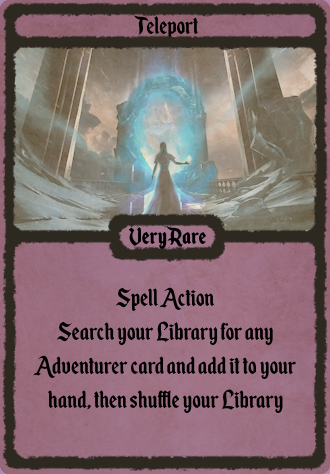 Teleport
Very Rare
Spell Action
Search your Library for any
Adventurer card and add it to your
hand, then shuffle your Library